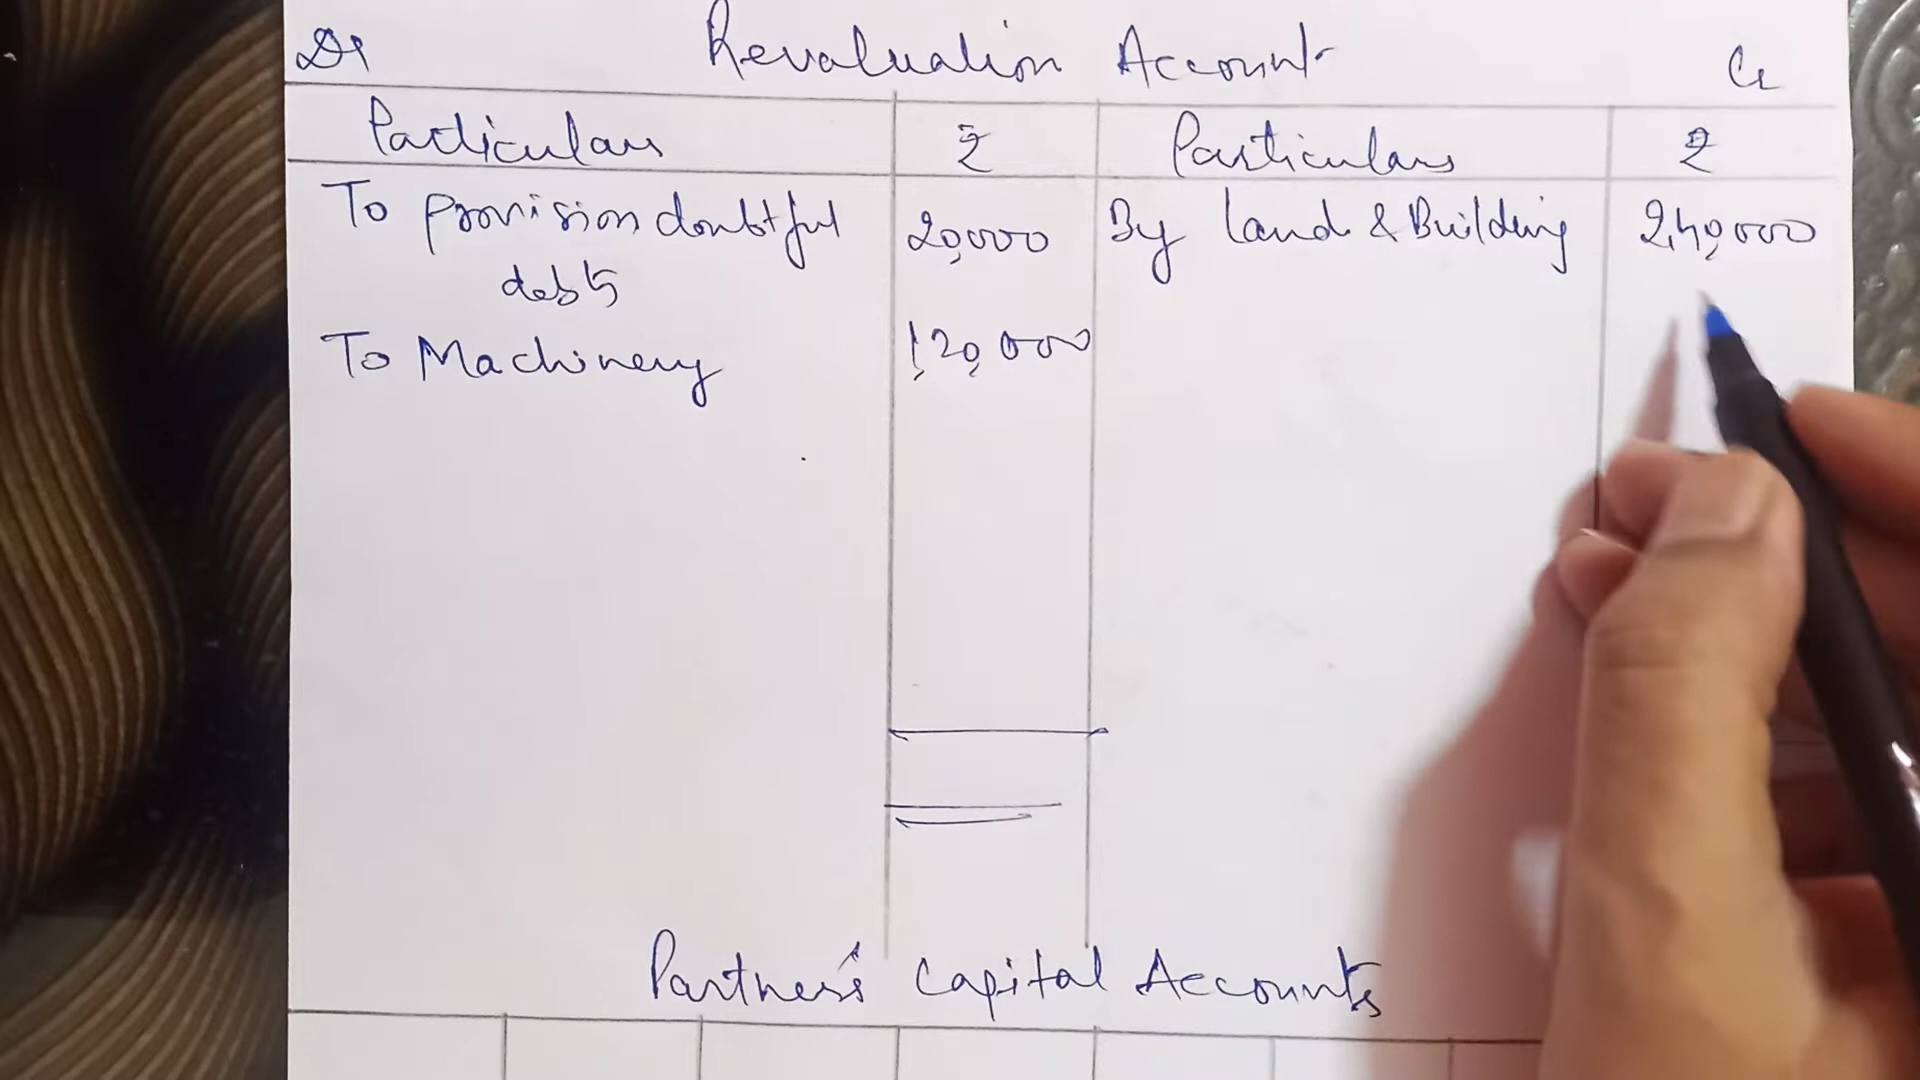 Dr Revaluation Account Cr
Particulars ₹ Particulars ₹
To provision doubtful 20,000 By Land & Building 2,40,000
debts
To Machinery 1,20,000
Partner's Capital Accounts